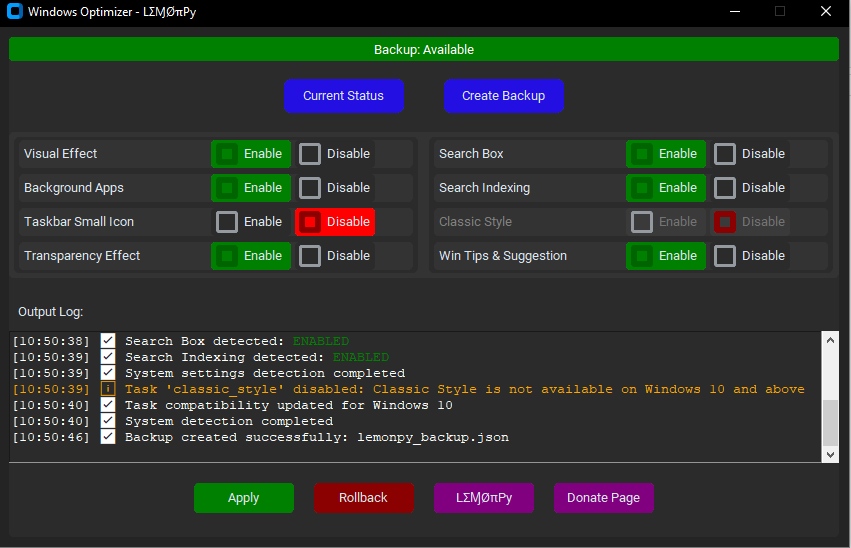 Windows Optimizer - LΣӍØπPy
Backup: Available
Current Status Create Backup
Visual Effect Enable Disable Search Box Enable Disable
Background Apps Enable Disable Search Indexing Enable Disable
Taskbar Small Icon Enable Disable Classic Style Enable Disable
Transparency Effect Enable Disable Win Tips & Suggestion Enable Disable
Output Log:
[10:50:38] Search Box detected: ENABLED
[10:50:39] Search Indexing detected: ENABLED
[10:50:39] System settings detection completed
[10:50:39] Task 'classic_style' disabled: Classic Style is not available on Windows 10 and above
[10:50:40] Task compatibility updated for Windows 10
[10:50:40] System detection completed
[10:50:46] Backup created successfully: lemonpy_backup.json
Apply Rollback LΣӍØπPy Donate Page